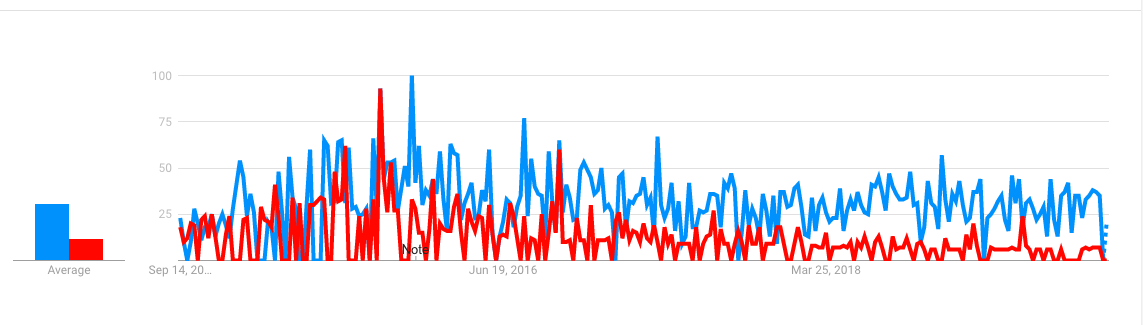 100
75
50
25
Note
Average
Sep 14, 20...
Jun 19, 2016
Mar 25, 2018